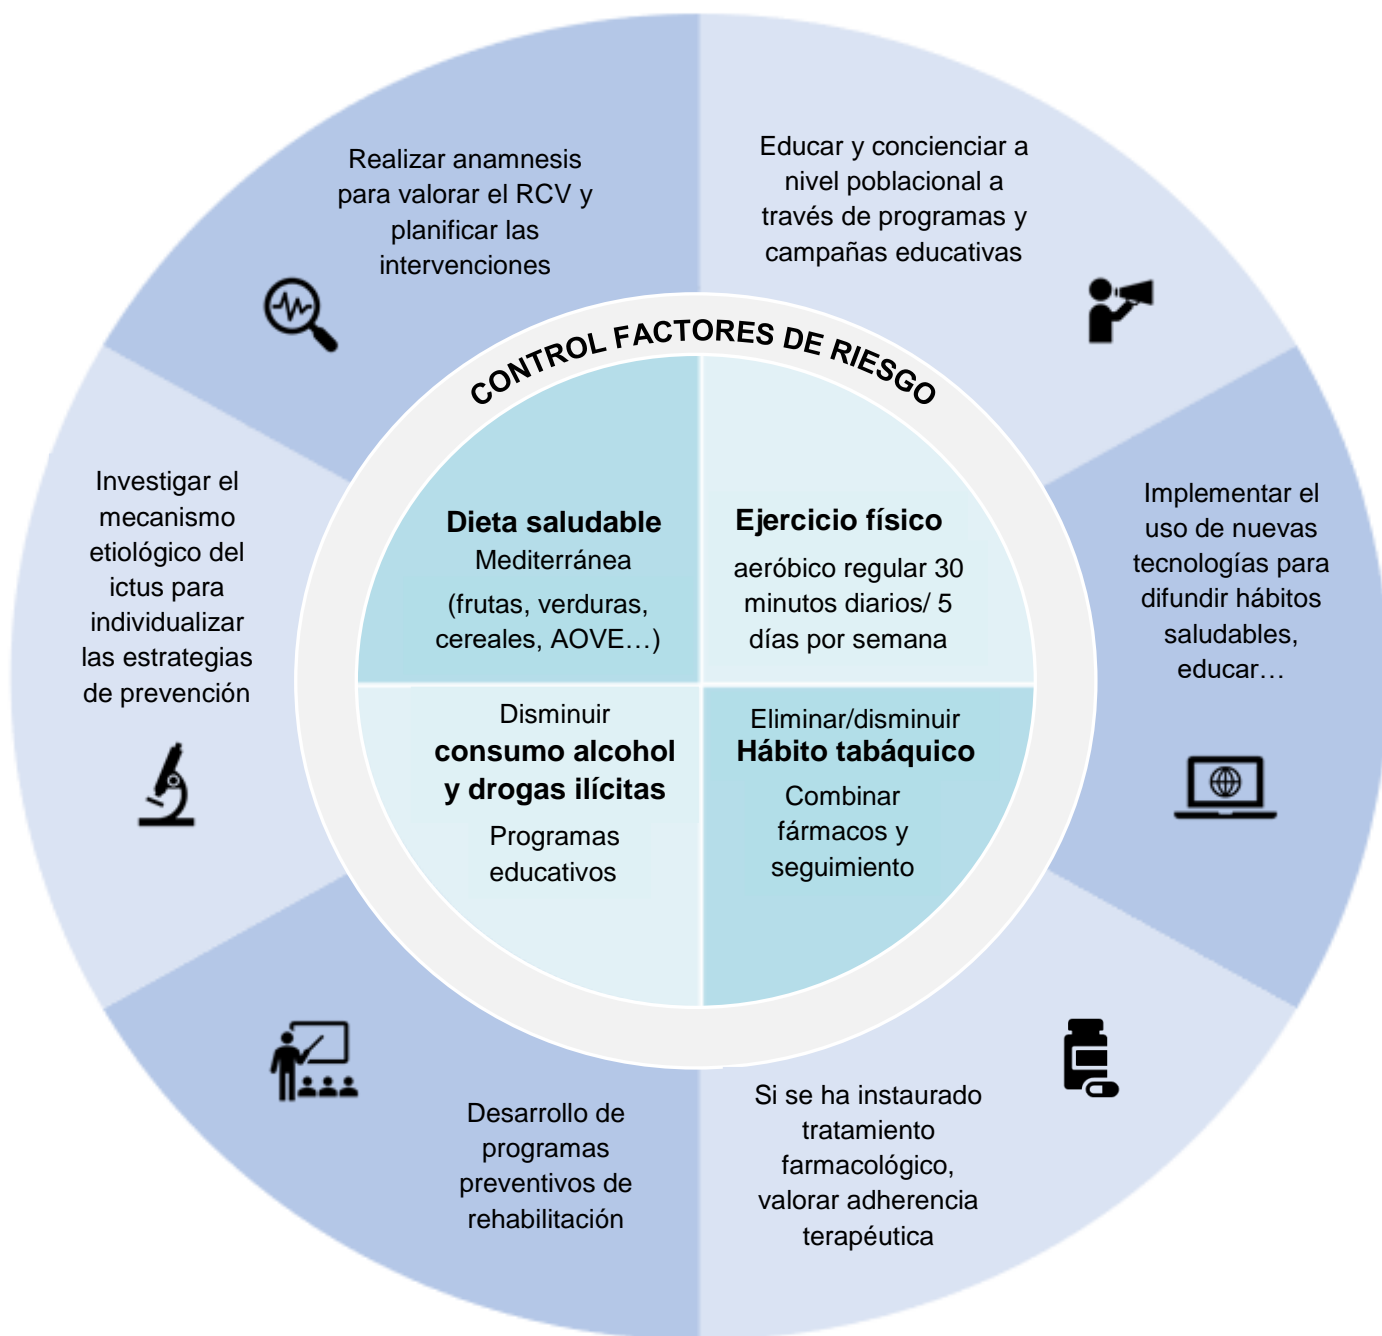 Realizar anamnesis
para valorar el RCV y
planificar las
intervenciones
Educar y concienciar a
nivel poblacional a
través de programas y
campañas educativas
CONTROL FACTORES DE RIESGO
Investigar el
mecanismo
etiológico del
ictus para
individualizar
las estrategias
de prevención
Dieta saludable
Mediterránea
(frutas, verduras,
cereales, AOVE…)
Ejercicio físico
aeróbico regular 30
minutos diarios/ 5
días por semana
Implementar el
uso de nuevas
tecnologías para
difundir hábitos
saludables,
educar…
Disminuir
consumo alcohol
y drogas ilícitas
Programas
educativos
Eliminar/disminuir
Hábito tabáquico
Combinar
fármacos y
seguimiento
Desarrollo de
programas
preventivos de
rehabilitación
Si se ha instaurado
tratamiento
farmacológico,
valorar adherencia
terapéutica